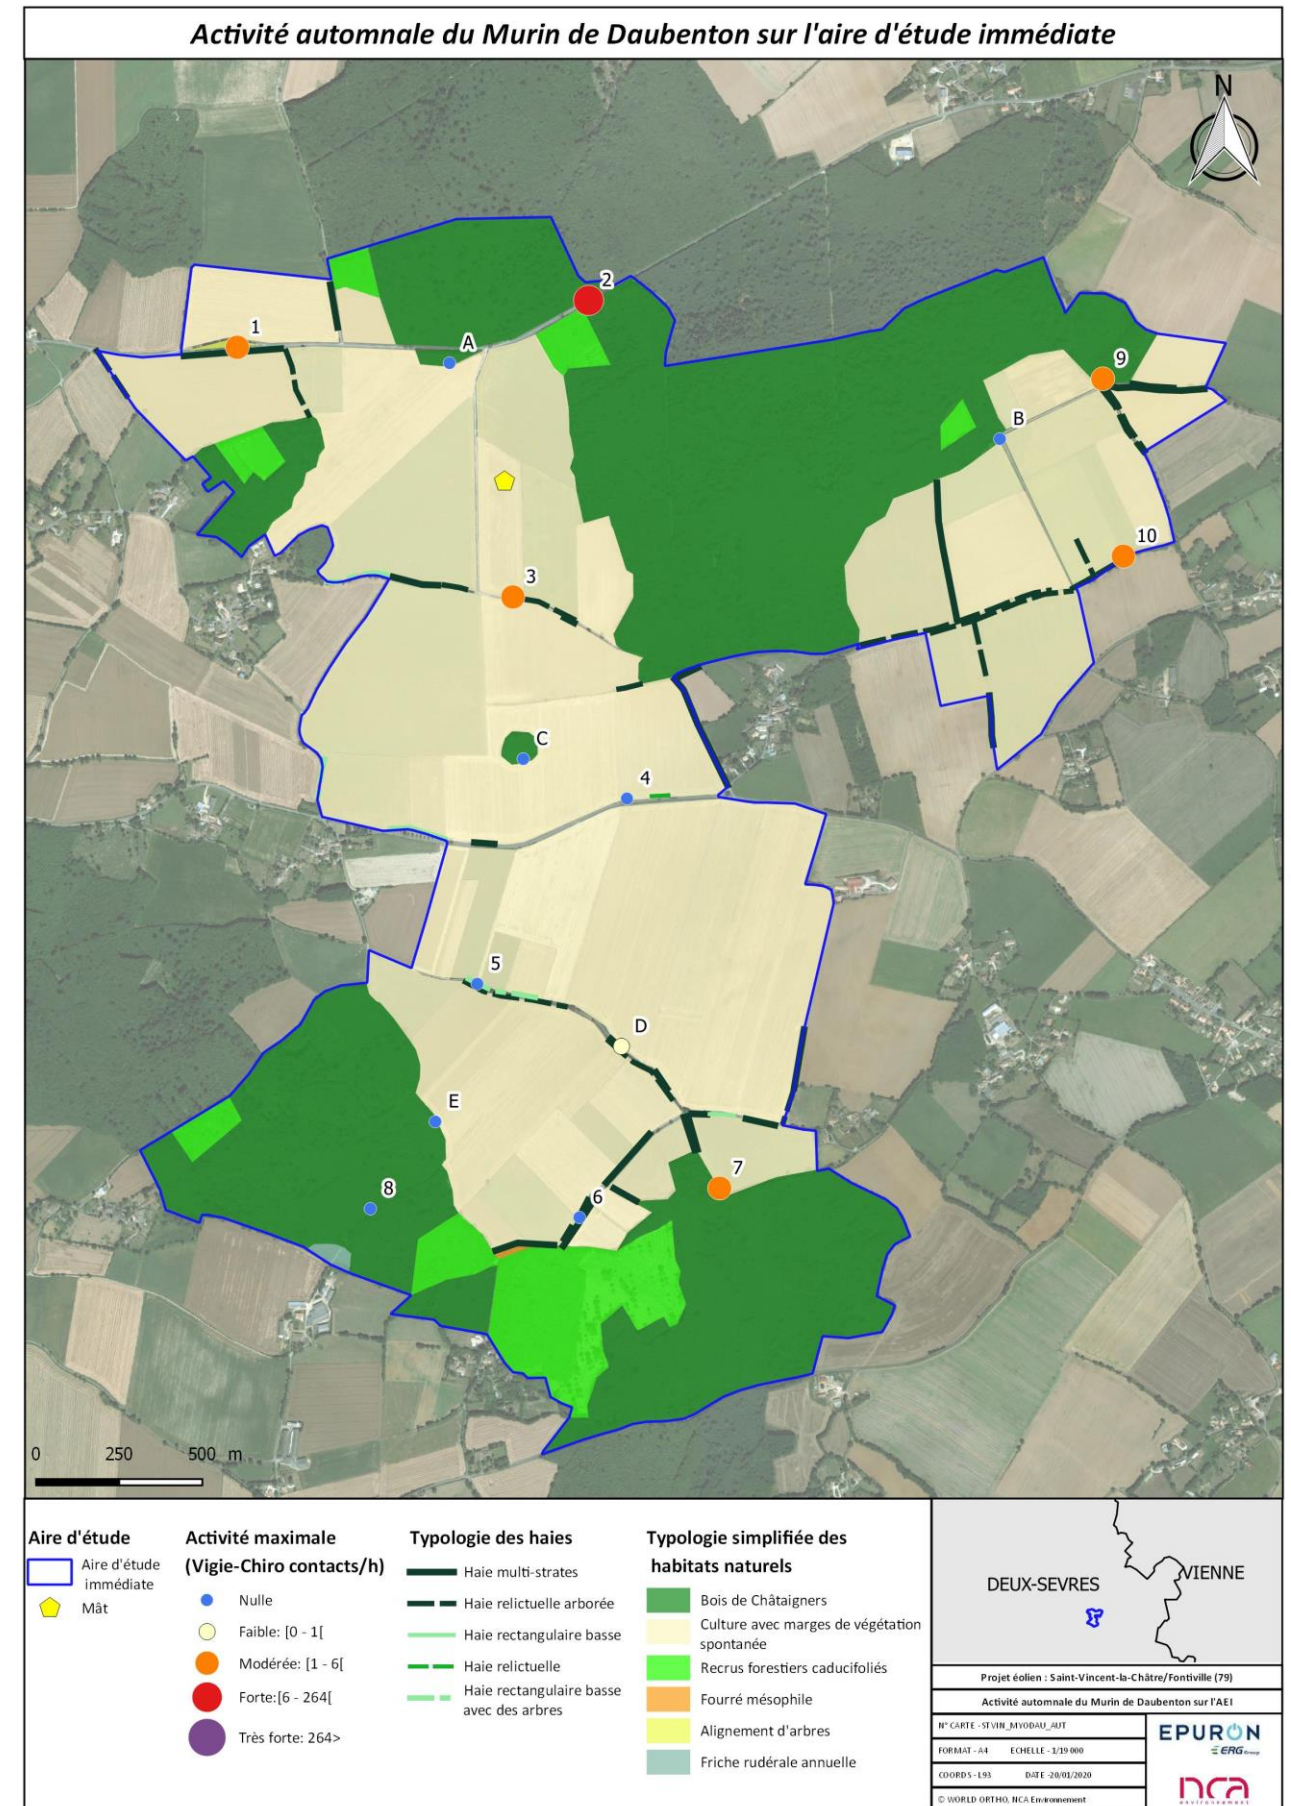 Activité automnale du Murin de Daubenton sur l'aire d'étude immédiate
N
2
1
A
9
B
10
3
C
4
5
D
E
7
8
6
0 250 500 m
Aire d'étude
Aire d'étude
immédiate
Mât
Activité maximale
(Vigie-Chiro contacts/h)
Nulle
Faible: [0 - 1[
Modérée: [1 - 6[
Forte:[6 - 264[
Très forte: 264>
Typologie des haies
Haie multi-strates
Haie relictuelle arborée
Haie rectangulaire basse
Haie relictuelle
Haie rectangulaire basse
avec des arbres
Typologie simplifiée des
habitats naturels
Bois de Châtaigners
Culture avec marges de végétation
spontanée
Recrus forestiers caducifoliés
Fourré mésophile
Alignement d'arbres
Friche rudérale annuelle
DEUX-SEVRES
VIENNE
Projet éolien : Saint-Vincent-la-Châtre/Fontiville (79)
Activité automnale du Murin de Daubenton sur l'AEI
N° CARTE - STVIN_MYODAU_AUT
FORMAT - A4 ECHELLE - 1/19 000
COORDS - L93 DATE -20/01/2020
© WORLD ORTHO, NCA Environnement
EPURON
ERG Group
nca
environnement